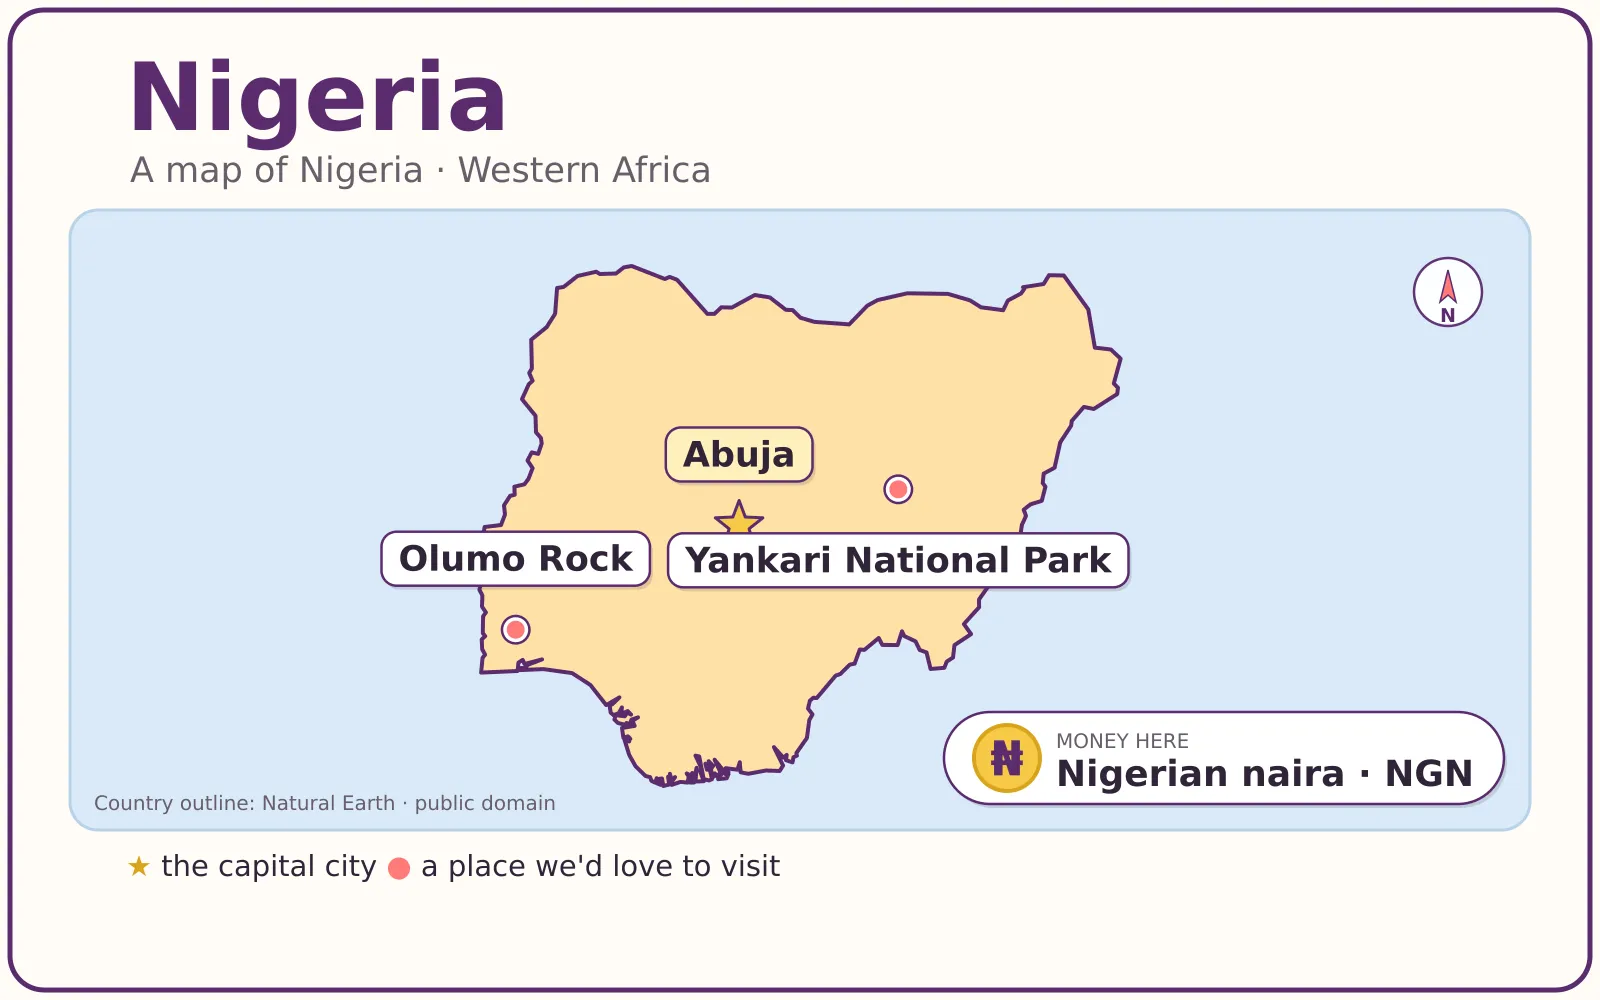 Nigeria
A map of Nigeria · Western Africa
N
Abuja
Olumo Rock
Yankari National Park
MONEY HERE
₦
Nigerian naira · NGN
Country outline: Natural Earth · public domain
★ the capital city ● a place we'd love to visit